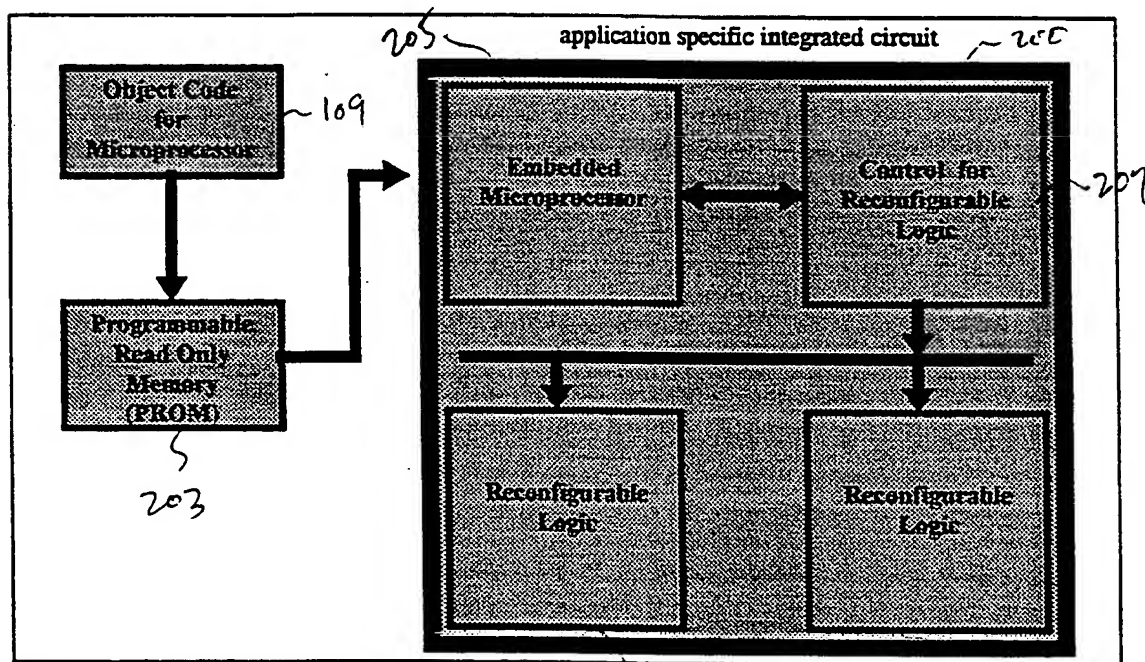 205
application specific integrated circuit
200
Object Code
for
Microprocessor
109
Embedded
Microprocessor
Control for
Reconfigurable
Logic
207
Programmable
Read Only
Memory
(PROM)
203
Reconfigurable
Logic
Reconfigurable
Logic